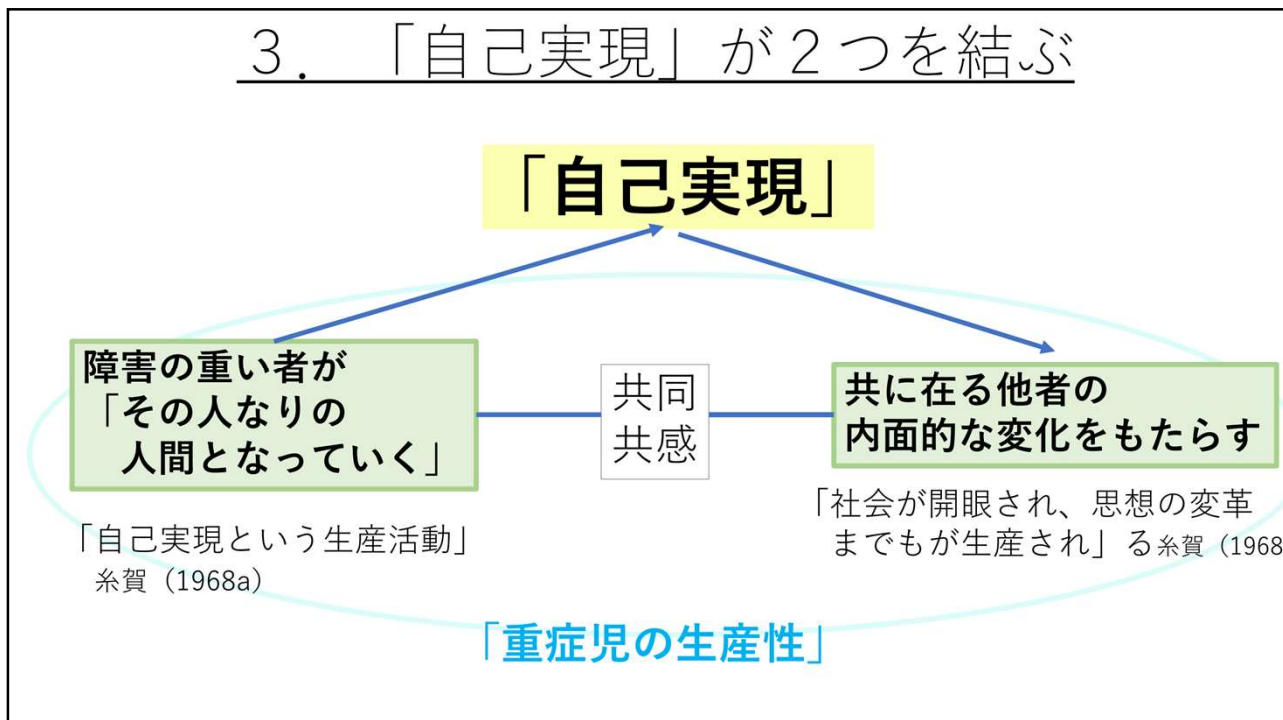 ３．「自己実現」が２つを結ぶ
「自己実現」
障害の重い者が
「その人なりの
人間となっていく」
共同
共感
共に在る他者の
内面的な変化をもたらす
「自己実現という生産活動」
糸賀（1968a）
「社会が開眼され、思想の変革
までもが生産され」る糸賀（1968
「重症児の生産性」